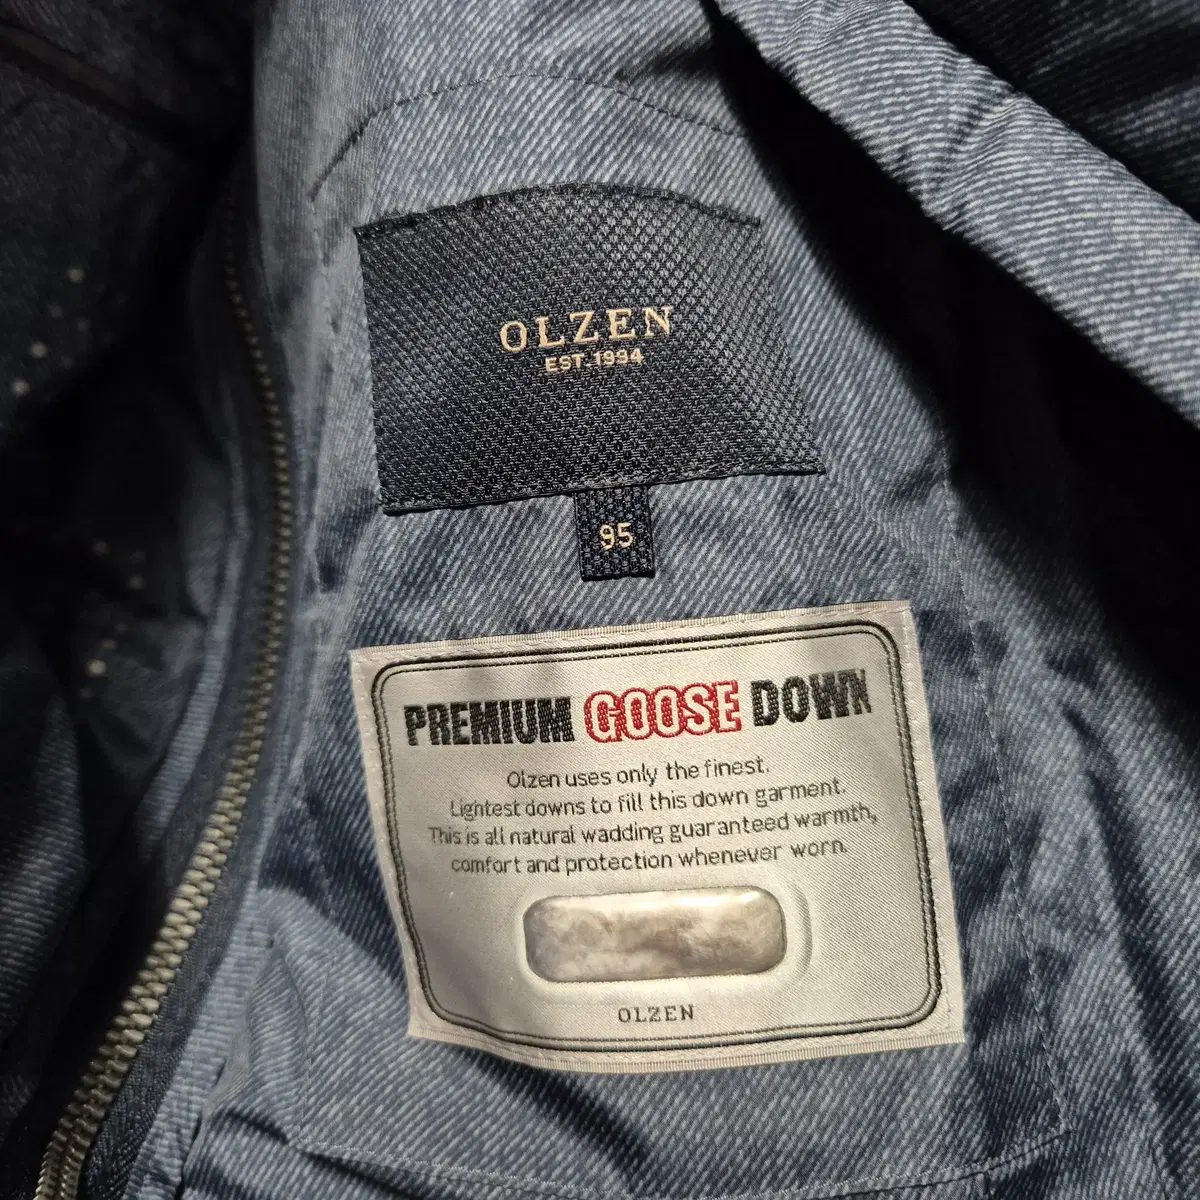 OLZEN
EST. 1994
95
PREMIUM GOOSE DOWN
Olzen uses only the finest.
Lightest downs to fill this down garment.
This is all natural wadding guaranteed warmth,
comfort and protection whenever worn.
OLZEN